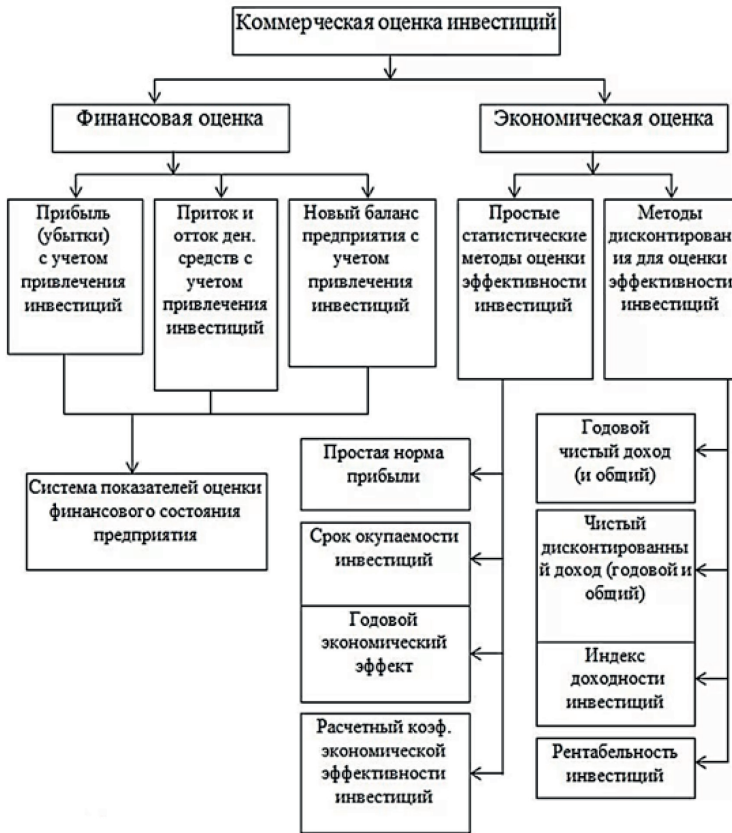 Коммерческая оценка инвестиций
Финансовая оценка
Экономическая оценка
Прибыль
(убытки)
с учетом
привлечения
инвестиций
Приток и
отток ден.
средств с
учетом
привлечения
инвестиций
Новый баланс
предприятия с
учетом
привлечения
инвестиций
Простые
статистические
методы оценки
эффективности
инвестиций
Методы
дисконтирован
ия для оценки
эффективности
инвестиций
Система показателей оценки
финансового состояния
предприятия
Простая норма
прибыли
Срок окупаемости
инвестиций
Годовой
экономический
эффект
Расчетный коэф.
экономической
эффективности
инвестиций
Годовой
чистый доход
(и общий)
Чистый
дисконтированны
й доход (годовой и
общий)
Индекс
доходности
инвестиций
Рентабельность
инвестиций